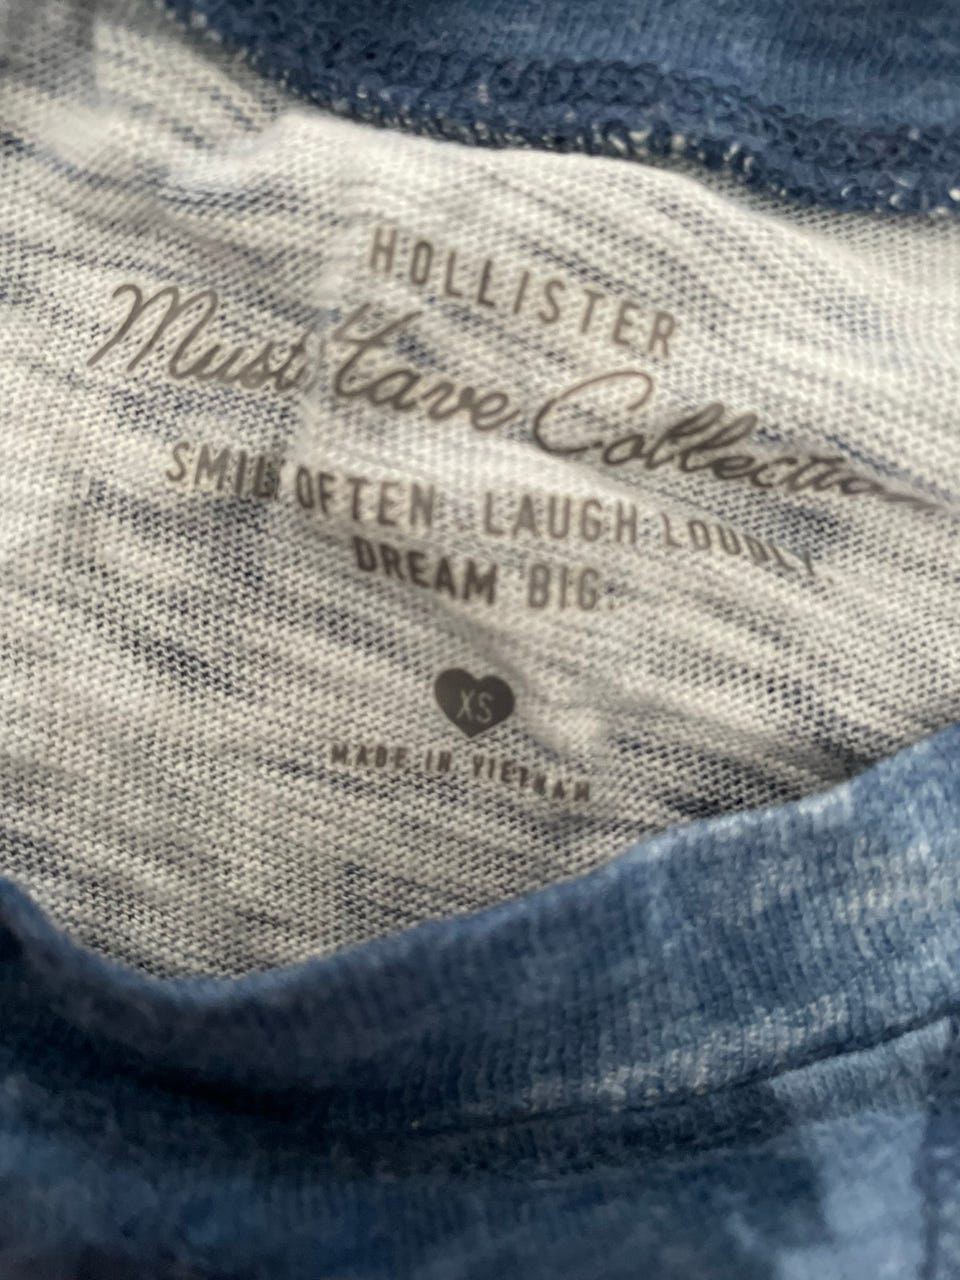 HOLLISTER
Must Have Collection
SMILE OFTEN. LAUGH LOUDLY.
DREAM BIG.
XS
MADE IN VIETNAM